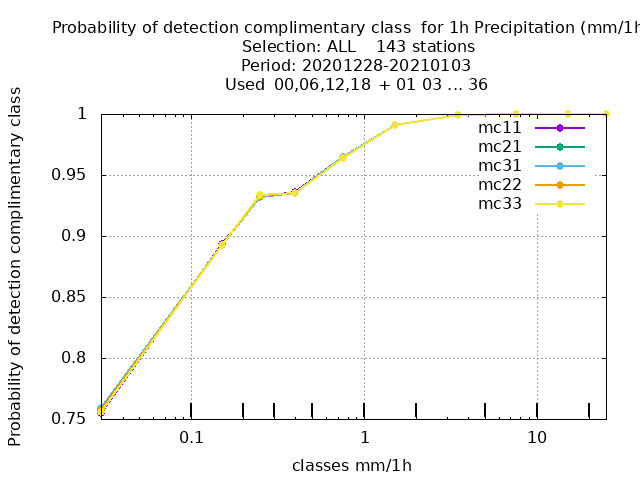 Probability of detection complimentary class for 1h Precipitation (mm/1h
Selection: ALL 143 stations
Period: 20201228-20210103
Used 00,06,12,18 + 01 03 ... 36
Probability of detection complimentary class
1
0.95
0.9
0.85
0.8
0.75
mc11
mc21
mc31
mc22
mc33
0.1
1
10
classes mm/1h